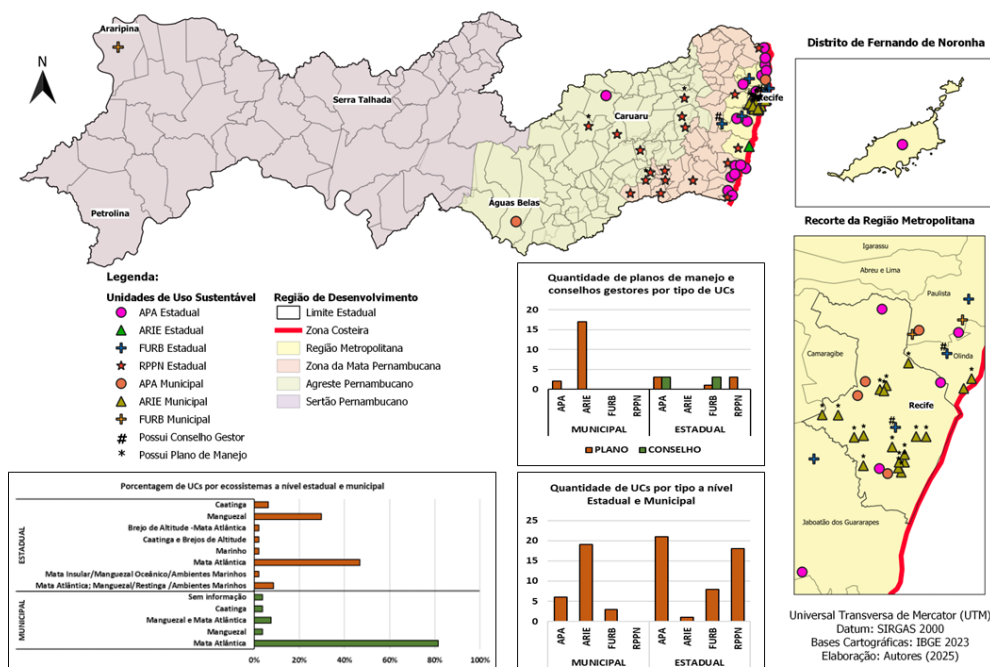 Araripina
N
Serra Talhada
Petrolina
Caruaru
Águas Belas
Recife
#
*
*
Distrito de Fernando de Noronha
Recorte da Região Metropolitana
Igarassu
Abreu e Lima
Paulista
Camaragibe
Olinda
Recife
Jaboatão dos Guararapes
Legenda:
Unidades de Uso Sustentável
APA Estadual
ARIE Estadual
FURB Estadual
RPPN Estadual
APA Municipal
ARIE Municipal
FURB Municipal
# Possui Conselho Gestor
* Possui Plano de Manejo
Região de Desenvolvimento
Limite Estadual
Zona Costeira
Região Metropolitana
Zona da Mata Pernambucana
Agreste Pernambucano
Sertão Pernambucano
Quantidade de planos de manejo e
conselhos gestores por tipo de UCs
20
15
10
5
0
APA
ARIE
FURB
RPPN
APA
ARIE
FURB
RPPN
MUNICIPAL
ESTADUAL
PLANO
CONSELHO
Porcentagem de UCs por ecossistemas a nível estadual e municipal
ESTADUAL
Caatinga
Manguezal
Brejo de Altitude -Mata Atlântica
Caatinga e Brejos de Altitude
Marinho
Mata Atlântica
Mata Insular/Manguezal Oceânico/Ambientes Marinhos
Mata Atlântica; Manguezal/Restinga /Ambientes Marinhos
MUNICIPAL
Sem informação
Caatinga
Manguezal e Mata Atlântica
Manguezal
Mata Atlântica
0% 20% 40% 60% 80% 100%
Quantidade de UCs por tipo a nível
Estadual e Municipal
25
20
15
10
5
0
APA
ARIE
FURB
RPPN
APA
ARIE
FURB
RPPN
MUNICIPAL
ESTADUAL
Universal Transversa de Mercator (UTM)
Datum: SIRGAS 2000
Bases Cartográficas: IBGE 2023
Elaboração: Autores (2025)